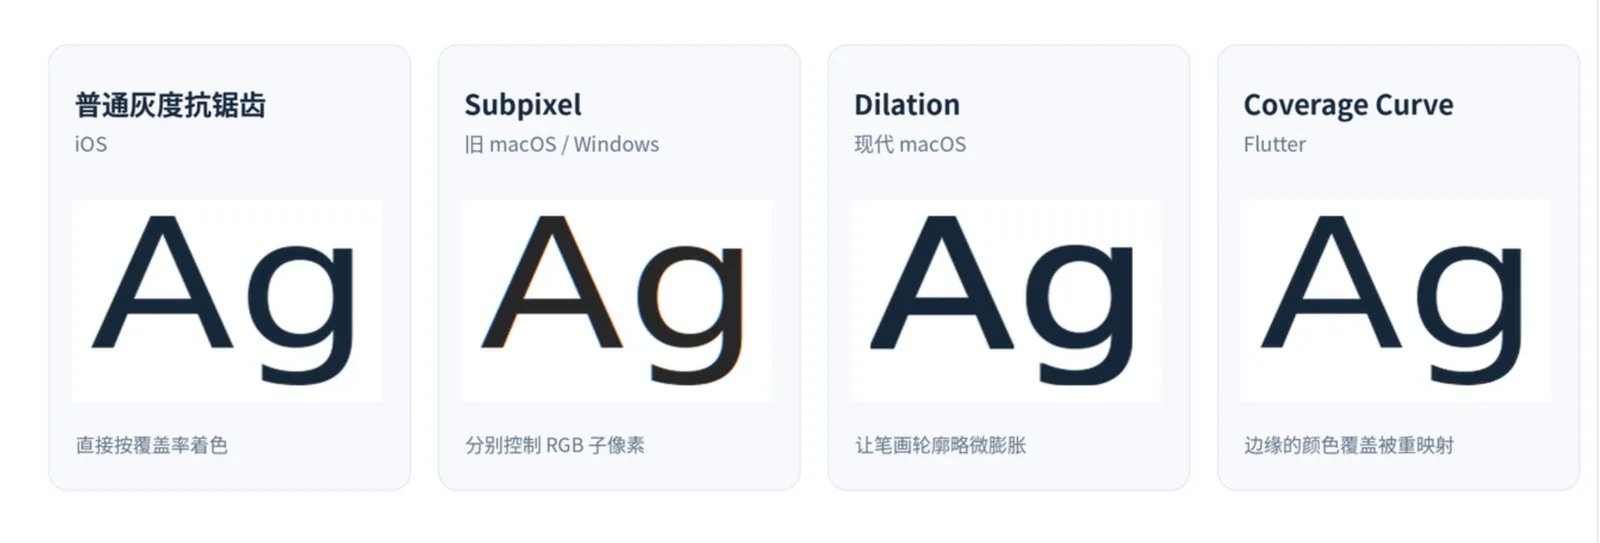 普通灰度抗锯齿
iOS
Ag
直接按覆盖率着色
Subpixel
旧 macOS / Windows
Ag
分别控制 RGB 子像素
Dilation
现代 macOS
Ag
让笔画轮廓略微膨胀
Coverage Curve
Flutter
Ag
边缘的颜色覆盖被重映射